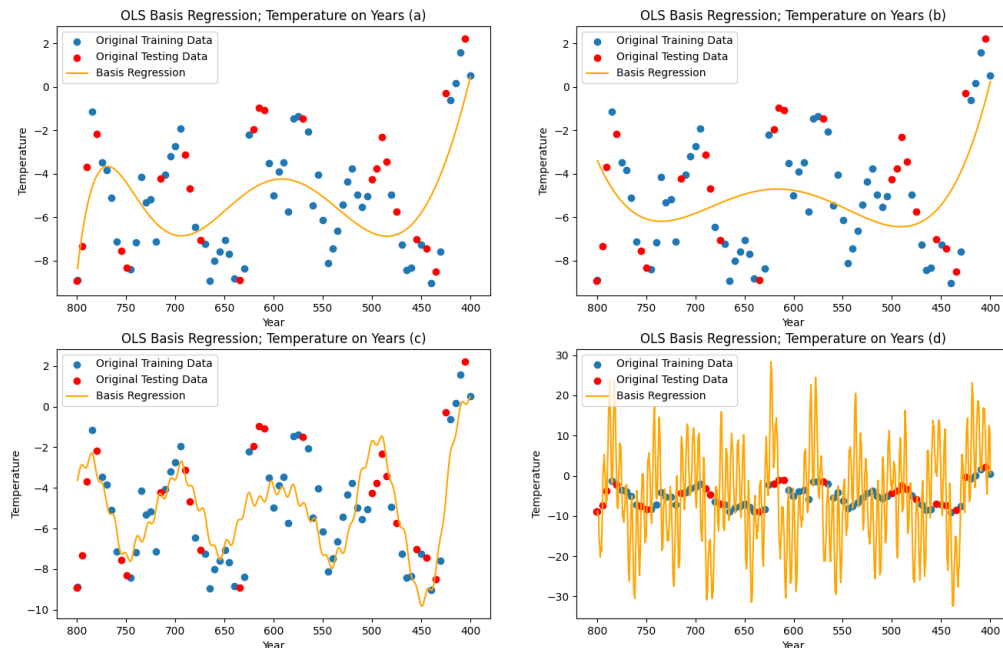 OLS Basis Regression; Temperature on Years (a)
Original Training Data
Original Testing Data
Basis Regression
Temperature
2
0
−2
−4
−6
−8
800 750 700 650 600 550 500 450 400
Year
OLS Basis Regression; Temperature on Years (b)
Original Training Data
Original Testing Data
Basis Regression
Temperature
2
0
−2
−4
−6
−8
800 750 700 650 600 550 500 450 400
Year
OLS Basis Regression; Temperature on Years (c)
Original Training Data
Original Testing Data
Basis Regression
Temperature
2
0
−2
−4
−6
−8
−10
800 750 700 650 600 550 500 450 400
Year
OLS Basis Regression; Temperature on Years (d)
Original Training Data
Original Testing Data
Basis Regression
Temperature
30
20
10
0
−10
−20
−30
800 750 700 650 600 550 500 450 400
Year